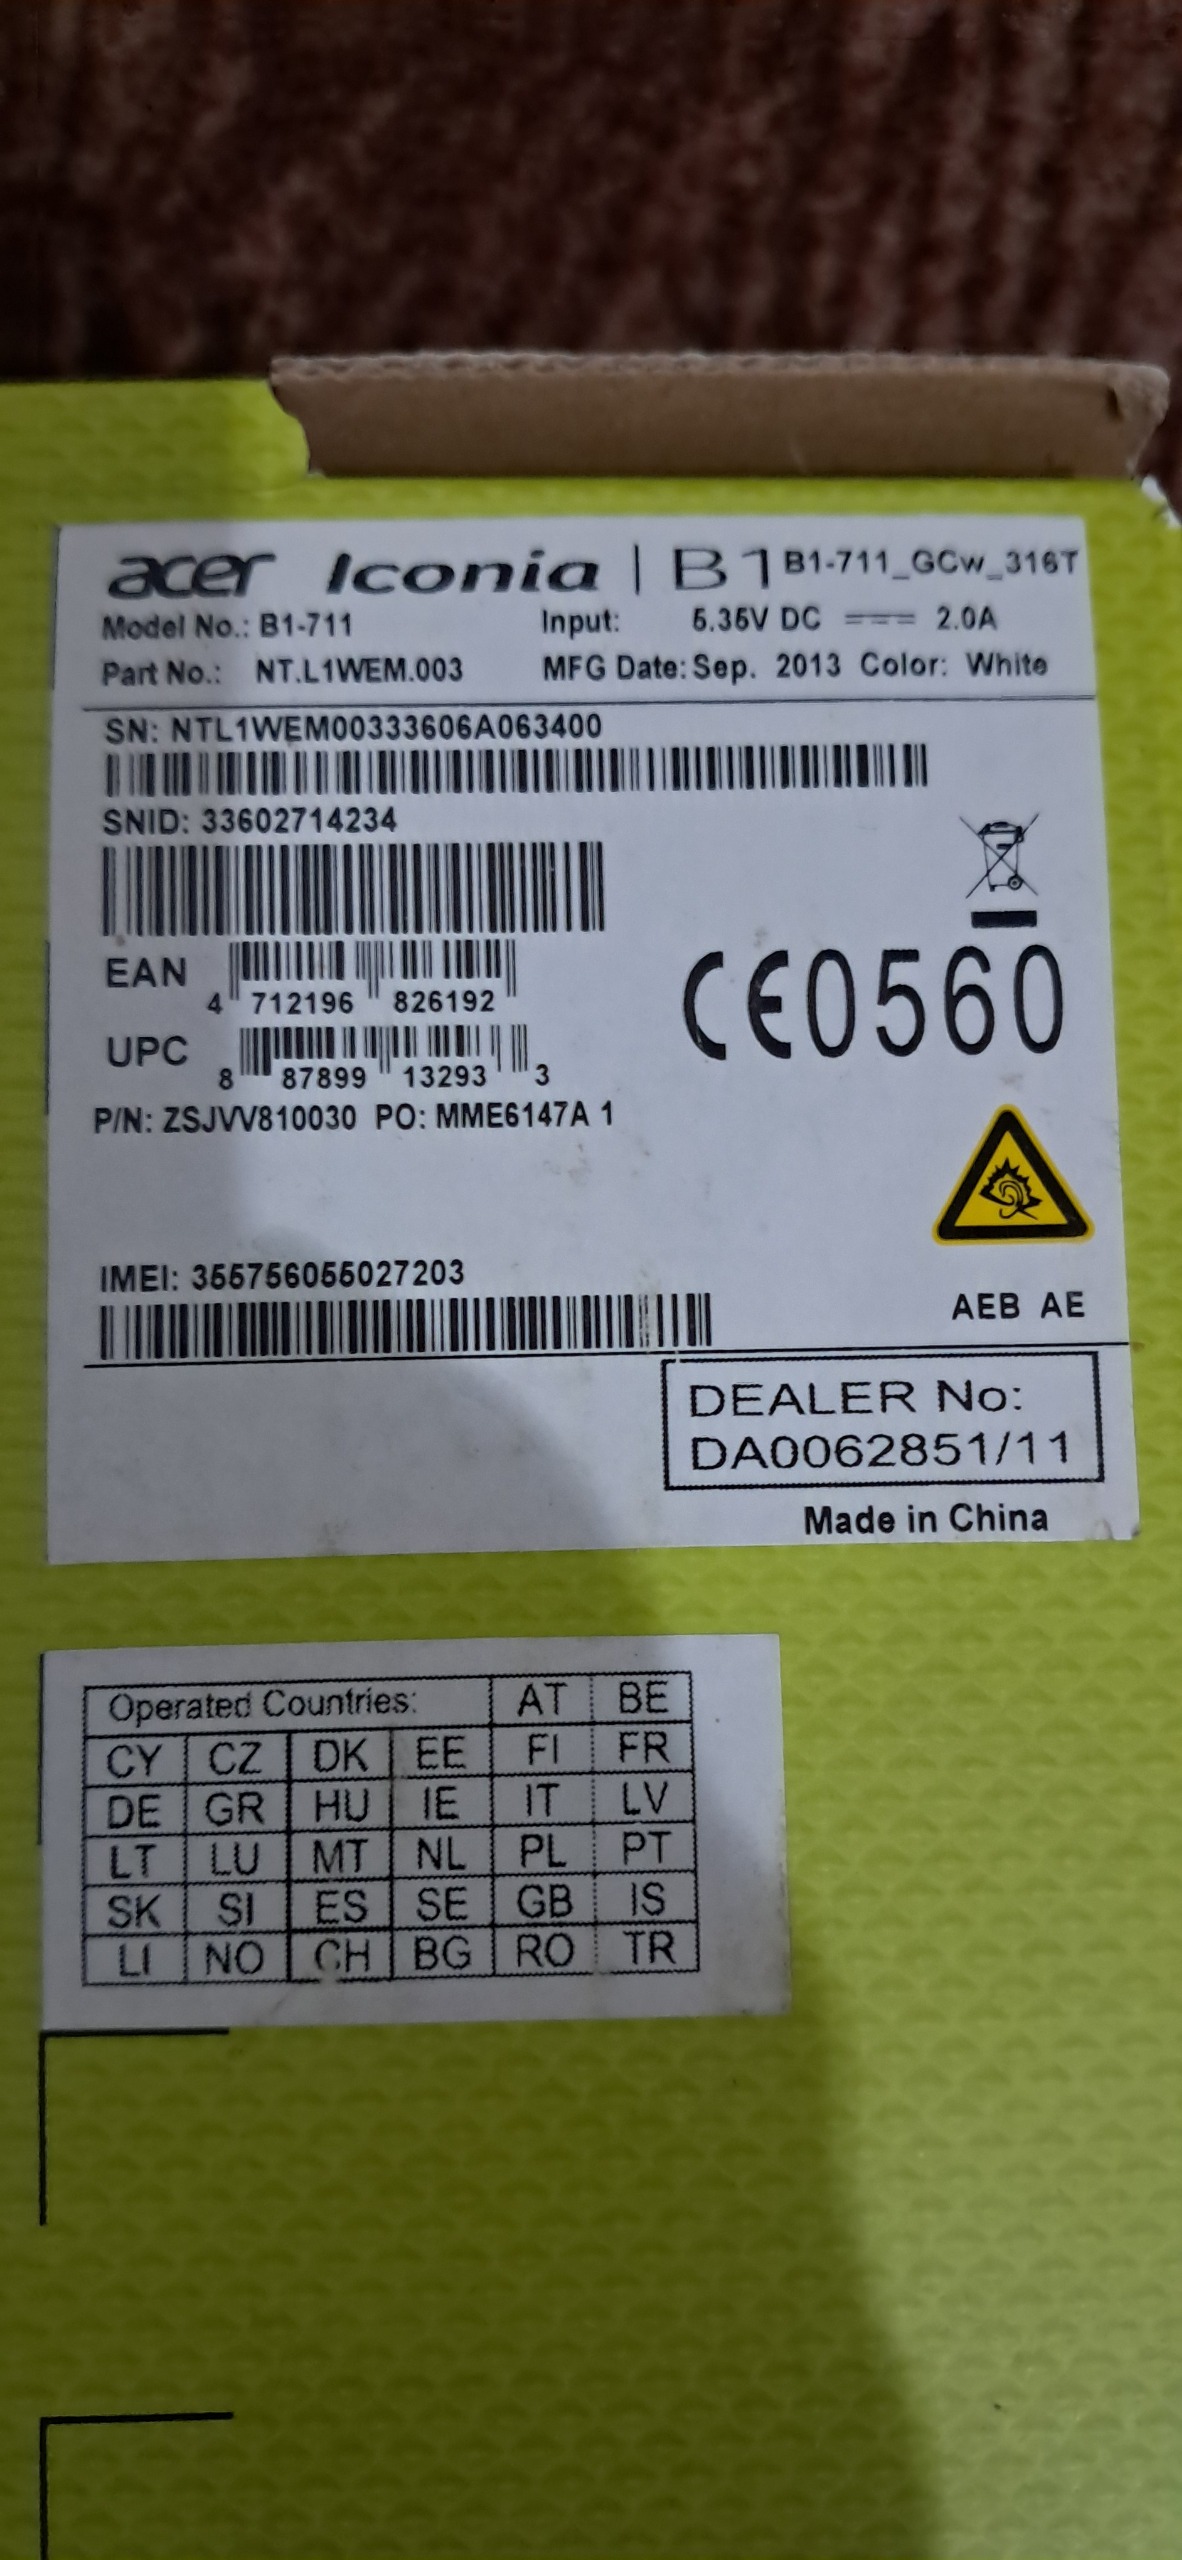 acer Iconia | B1 B1-711_GCw_316T
Model No.: B1-711 Input: 5.35V DC 2.0A
Part No.: NT.L1WEM.003 MFG Date: Sep. 2013 Color: White
SN: NTL1WEM00333606A063400
SNID: 33602714234
EAN 4 712196 826192
CE0560
UPC 8 87899 13293 3
P/N: ZSJVV810030 PO: MME6147A 1
IMEI: 355756055027203
AEB AE
DEALER No:
DA0062851/11
Made in China
Operated Countries: AT BE
CY CZ DK EE FI FR
DE GR HU IE IT LV
LT LU MT NL PL PT
SK SI ES SE GB IS
LI NO CH BG RO TR